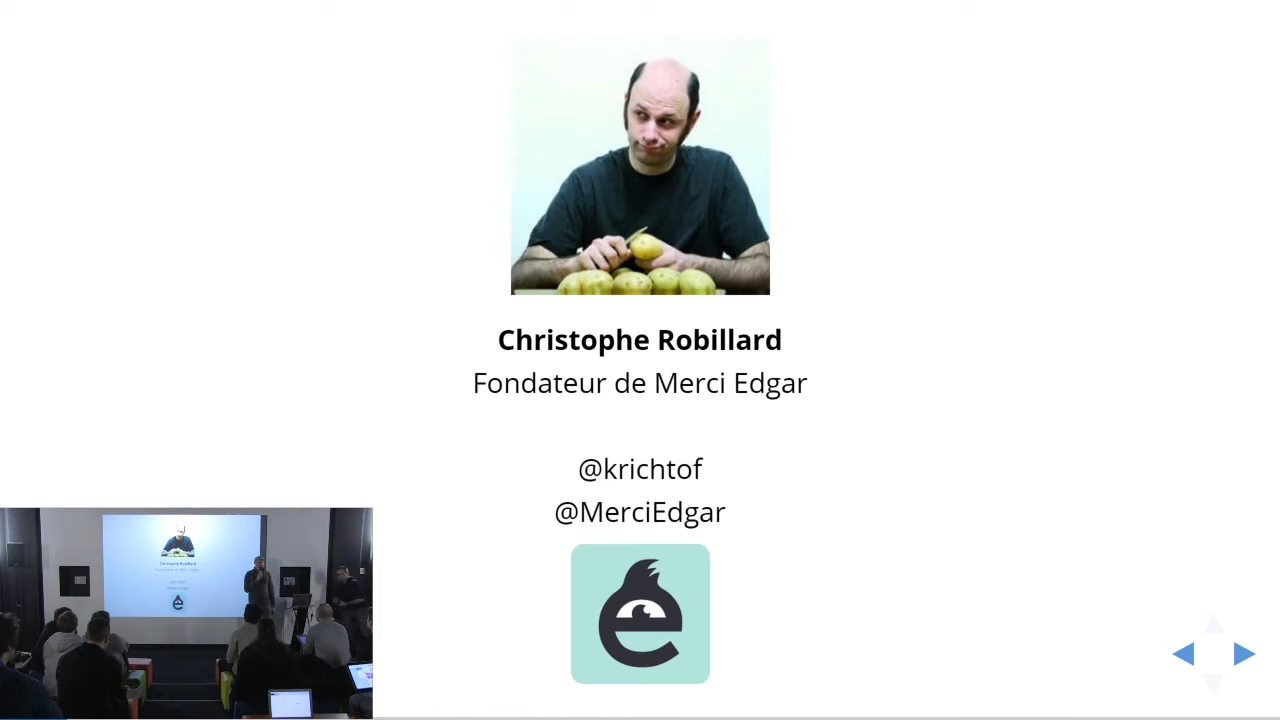 Christophe Robillard
Fondateur de Merci Edgar
@krichtof
@MerciEdgar
e